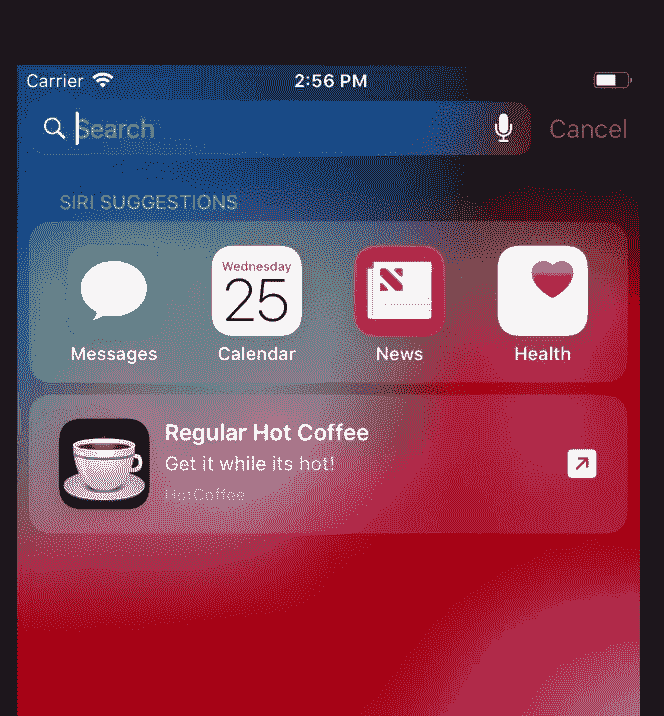 Carrier 2:56 PM
Search Cancel
SIRI SUGGESTIONS
Wednesday
25
Messages Calendar News Health
Regular Hot Coffee
Get it while its hot!
HotCoffee